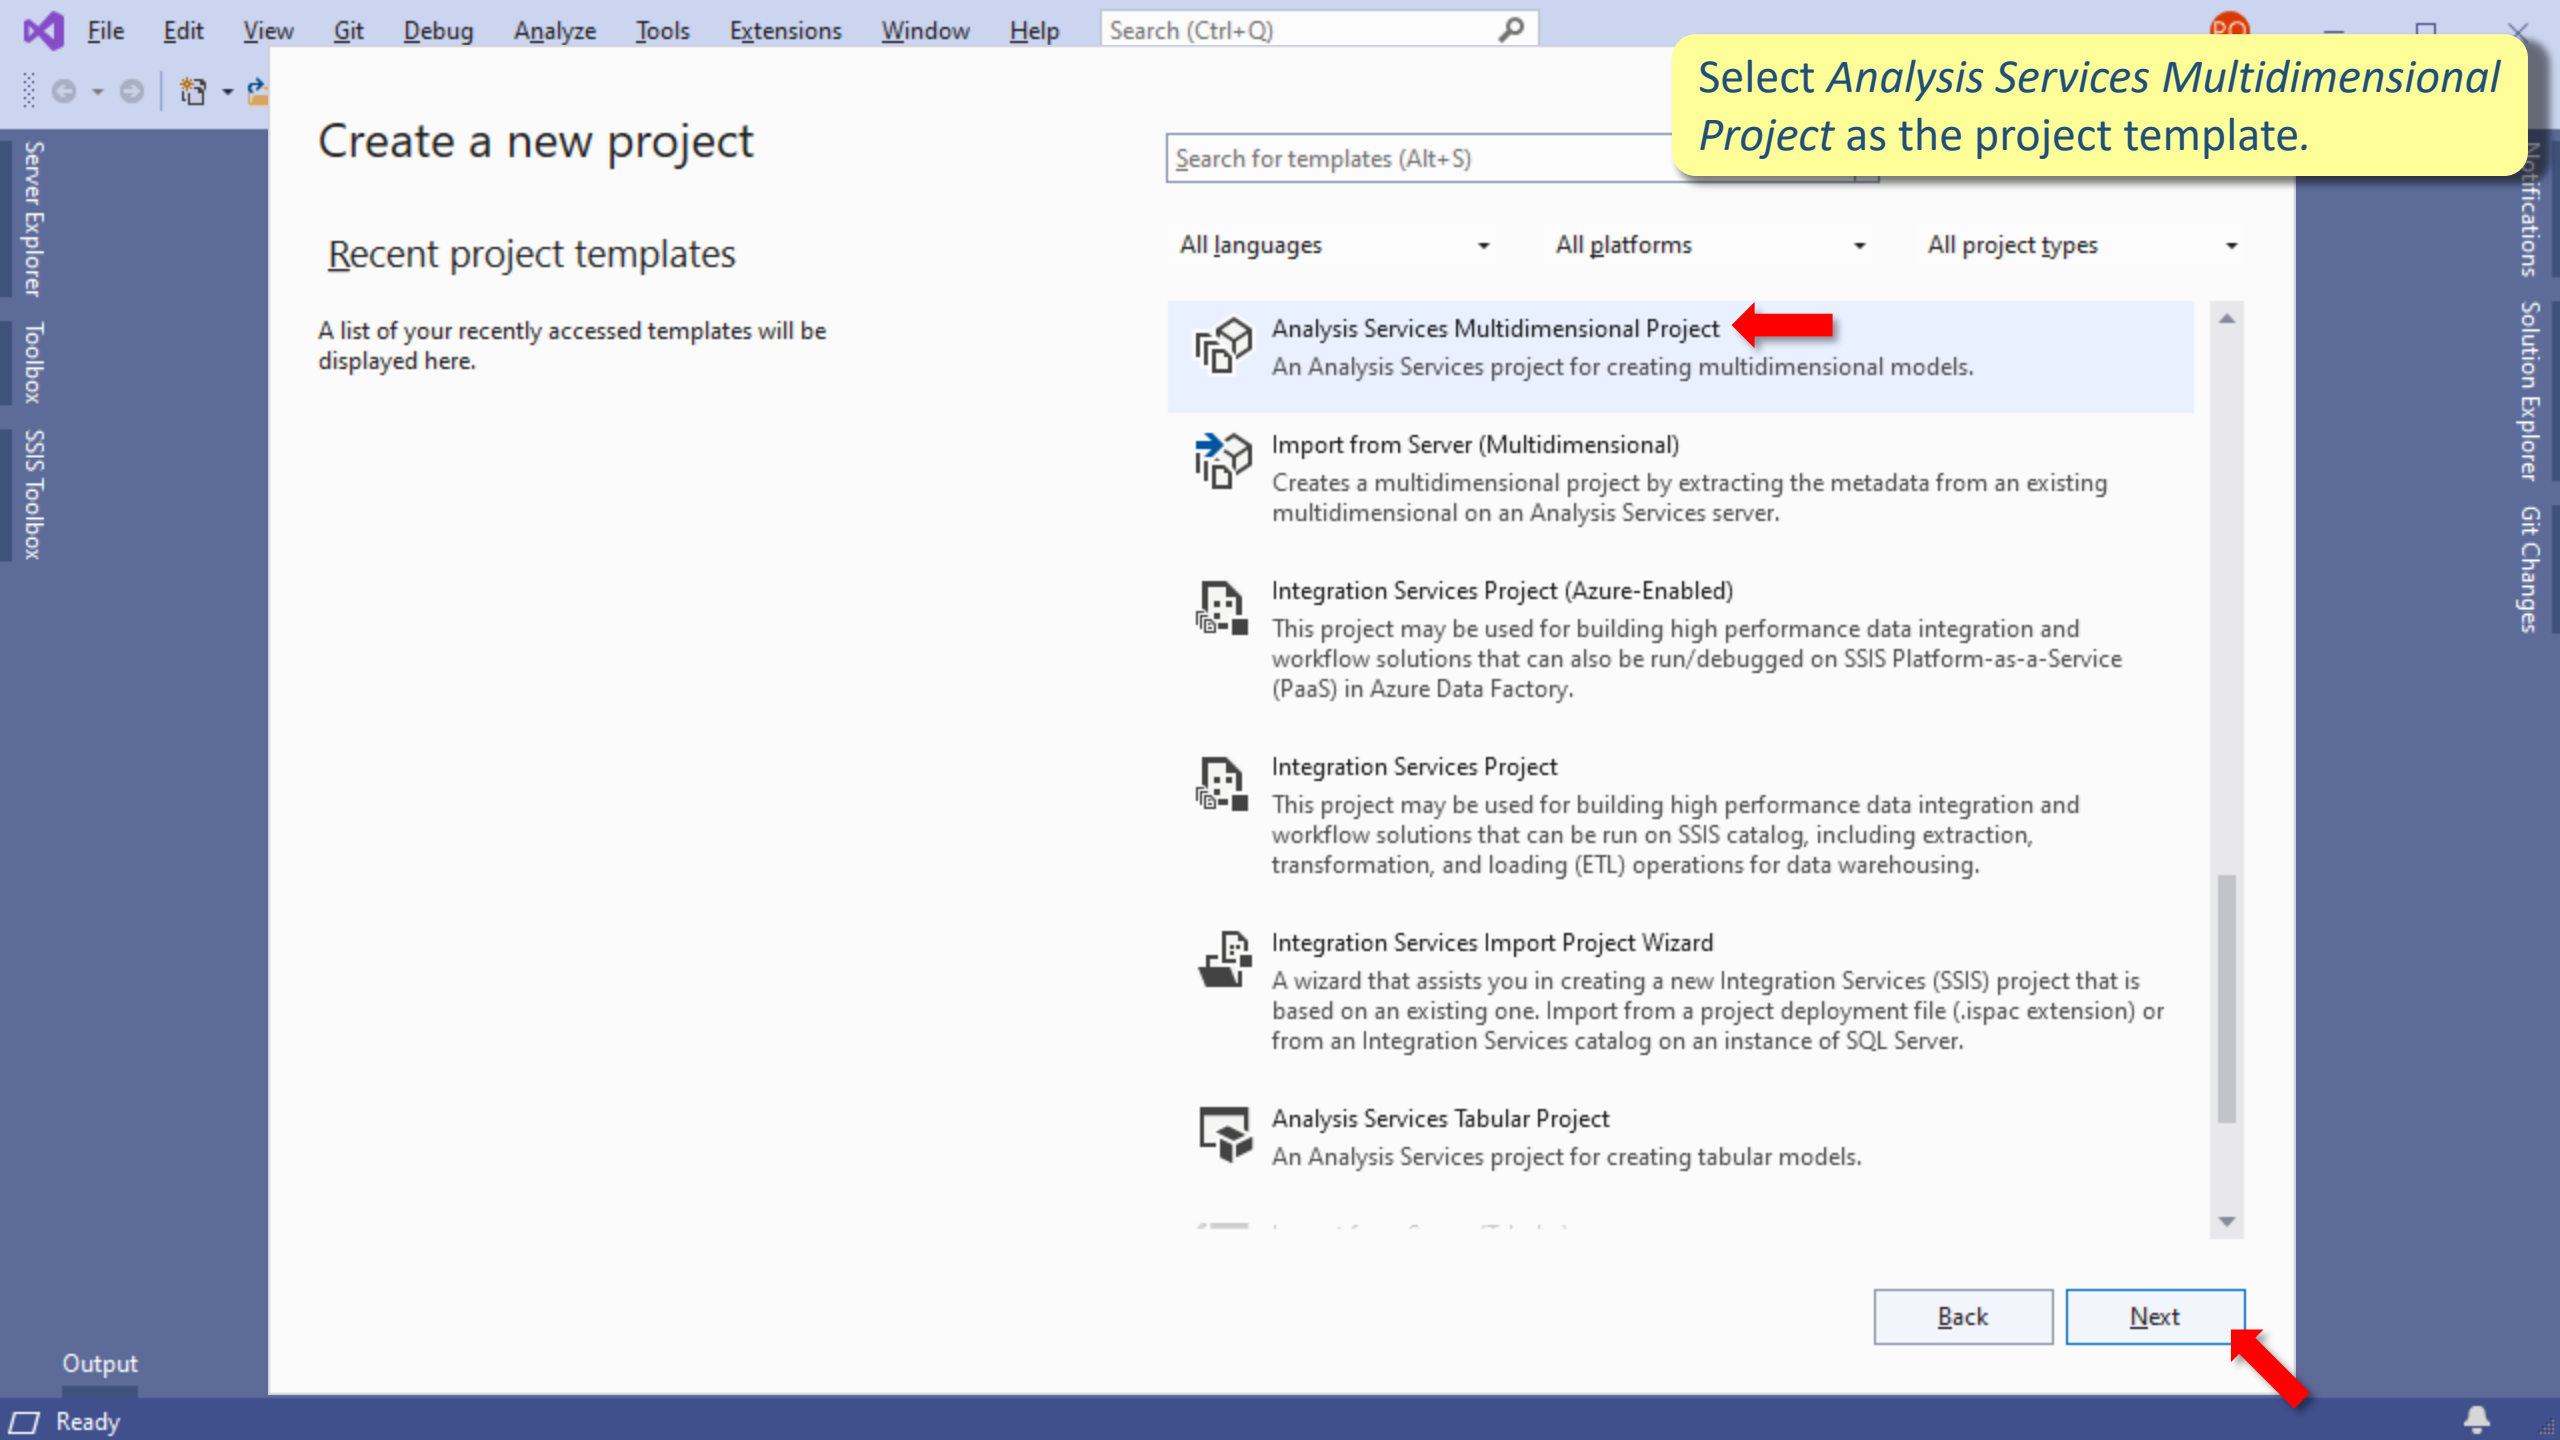 File Edit View Git Debug Analyze Tools Extensions Window Help Search (Ctrl+Q)
Select Analysis Services Multidimensional
Project as the project template.
Create a new project
Search for templates (Alt+S)
Recent project templates
All languages All platforms All project types
A list of your recently accessed templates will be
displayed here.
Analysis Services Multidimensional Project
An Analysis Services project for creating multidimensional models.
Import from Server (Multidimensional)
Creates a multidimensional project by extracting the metadata from an existing
multidimensional on an Analysis Services server.
Integration Services Project (Azure-Enabled)
This project may be used for building high performance data integration and
workflow solutions that can also be run/debugged on SSIS Platform-as-a-Service
(PaaS) in Azure Data Factory.
Integration Services Project
This project may be used for building high performance data integration and
workflow solutions that can be run on SSIS catalog, including extraction,
transformation, and loading (ETL) operations for data warehousing.
Integration Services Import Project Wizard
A wizard that assists you in creating a new Integration Services (SSIS) project that is
based on an existing one. Import from a project deployment file (.ispac extension) or
from an Integration Services catalog on an instance of SQL Server.
Analysis Services Tabular Project
An Analysis Services project for creating tabular models.
Back Next
Server Explorer
Toolbox
SSIS Toolbox
Notifications
Solution Explorer
Git Changes
Output
Ready